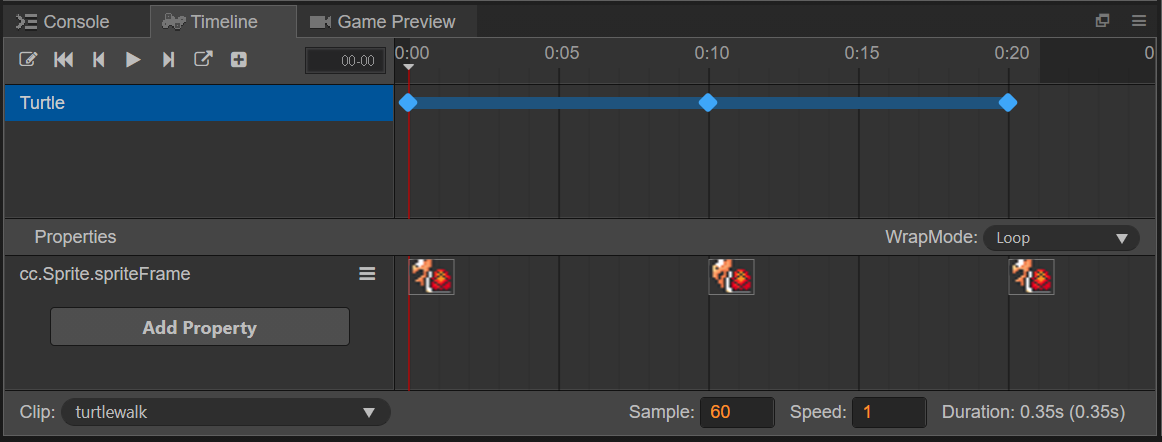 Console Timeline Game Preview
00-00 0:00 0:05 0:10 0:15 0:20 0
Turtle
Properties WrapMode: Loop
cc.Sprite.spriteFrame
Add Property
Clip: turtlewalk Sample: 60 Speed: 1 Duration: 0.35s (0.35s)